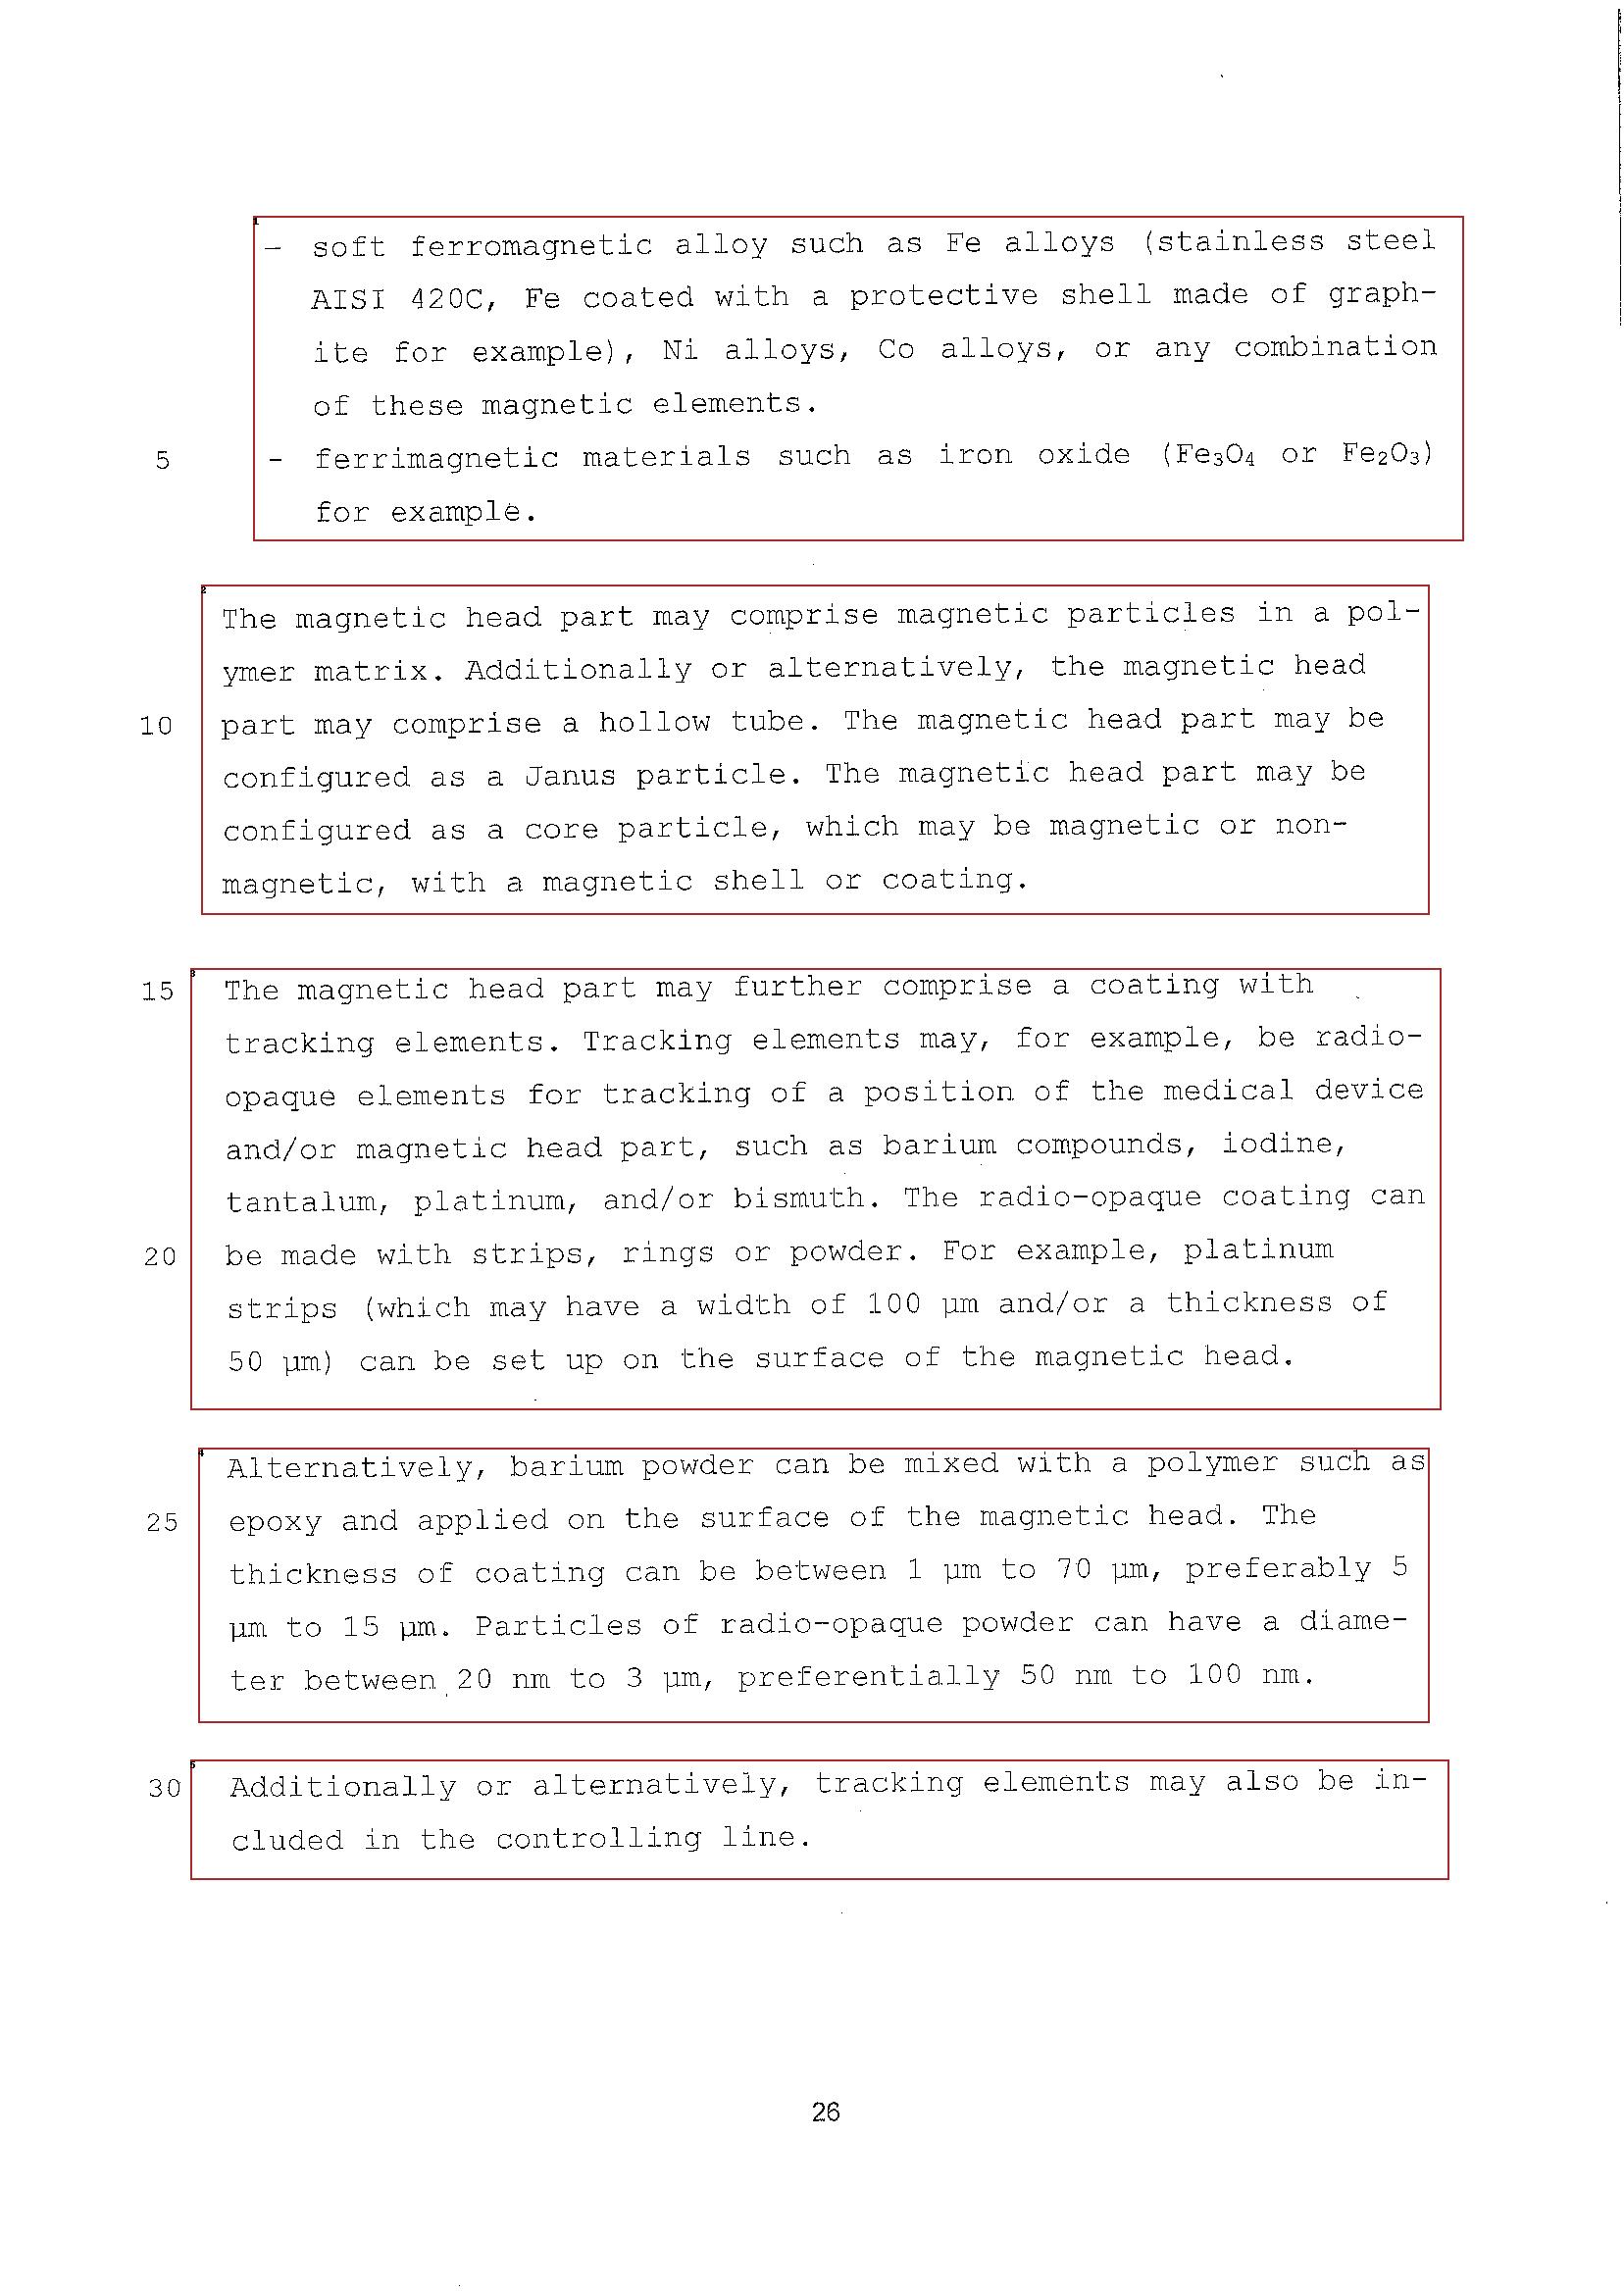 - soft ferromagnetic alloy such as Fe alloys (stainless steel
AISI 420C, Fe coated with a protective shell made of graph-
ite for example), Ni alloys, Co alloys, or any combination
of these magnetic elements.
5 - ferrimagnetic materials such as iron oxide (Fe₃O₄ or Fe₂O₃)
for example.
The magnetic head part may comprise magnetic particles in a pol-
ymer matrix. Additionally or alternatively, the magnetic head
10 part may comprise a hollow tube. The magnetic head part may be
configured as a Janus particle. The magnetic head part may be
configured as a core particle, which may be magnetic or non-
magnetic, with a magnetic shell or coating.
15 The magnetic head part may further comprise a coating with
tracking elements. Tracking elements may, for example, be radio-
opaque elements for tracking of a position of the medical device
and/or magnetic head part, such as barium compounds, iodine,
tantalum, platinum, and/or bismuth. The radio-opaque coating can
20 be made with strips, rings or powder. For example, platinum
strips (which may have a width of 100 µm and/or a thickness of
50 µm) can be set up on the surface of the magnetic head.
Alternatively, barium powder can be mixed with a polymer such as
25 epoxy and applied on the surface of the magnetic head. The
thickness of coating can be between 1 µm to 70 µm, preferably 5
µm to 15 µm. Particles of radio-opaque powder can have a diame-
ter between 20 nm to 3 µm, preferentially 50 nm to 100 nm.
30 Additionally or alternatively, tracking elements may also be in-
cluded in the controlling line.
26